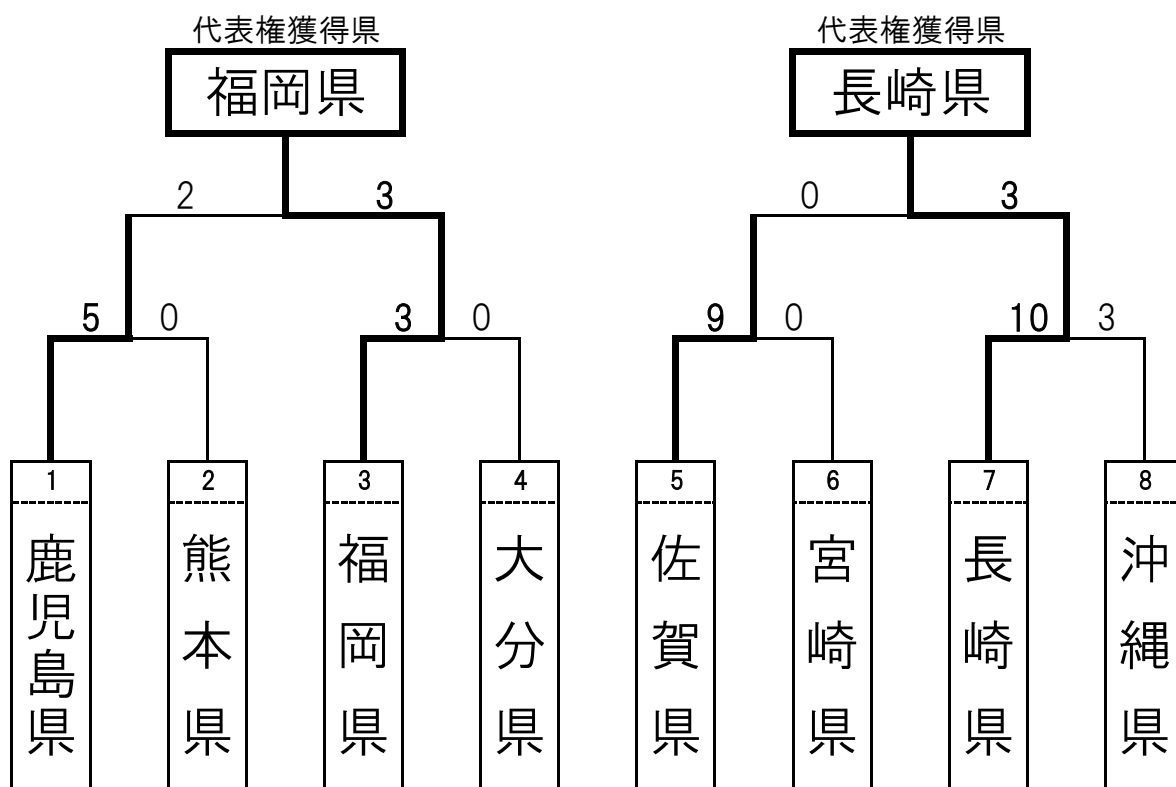 代表権獲得県 代表権獲得県
福岡県 長崎県
2 3 0 3
5 0 3 0 9 0 10 3
1 2 3 4 5 6 7 8
鹿児島県
熊本県
福岡県
大分県
佐賀県
宮崎県
長崎県
沖縄県